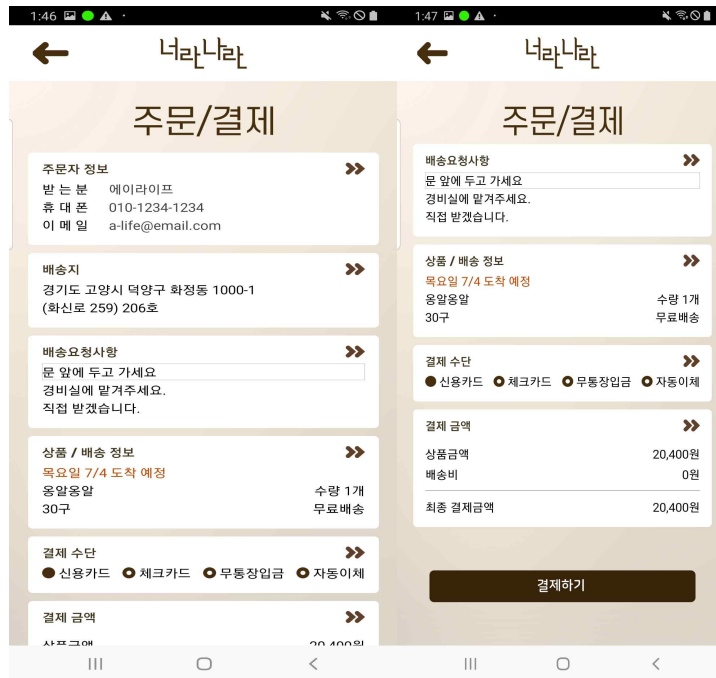 1:46
너랑나랑
주문/결제
주문자 정보
받 는 분 에이라이프
휴 대 폰 010-1234-1234
이 메 일 a-life@email.com
배송지
경기도 고양시 덕양구 화정동 1000-1
(화신로 259) 206호
배송요청사항
문 앞에 두고 가세요
경비실에 맡겨주세요.
직접 받겠습니다.
상품 / 배송 정보
목요일 7/4 도착 예정
옹알옹알 수량 1개
30구 무료배송
결제 수단
신용카드 체크카드 무통장입금 자동이체
결제 금액
상품금액 20,400원
1:47
너랑나랑
주문/결제
배송요청사항
문 앞에 두고 가세요
경비실에 맡겨주세요.
직접 받겠습니다.
상품 / 배송 정보
목요일 7/4 도착 예정
옹알옹알 수량 1개
30구 무료배송
결제 수단
신용카드 체크카드 무통장입금 자동이체
결제 금액
상품금액 20,400원
배송비 0원
최종 결제금액 20,400원
결제하기